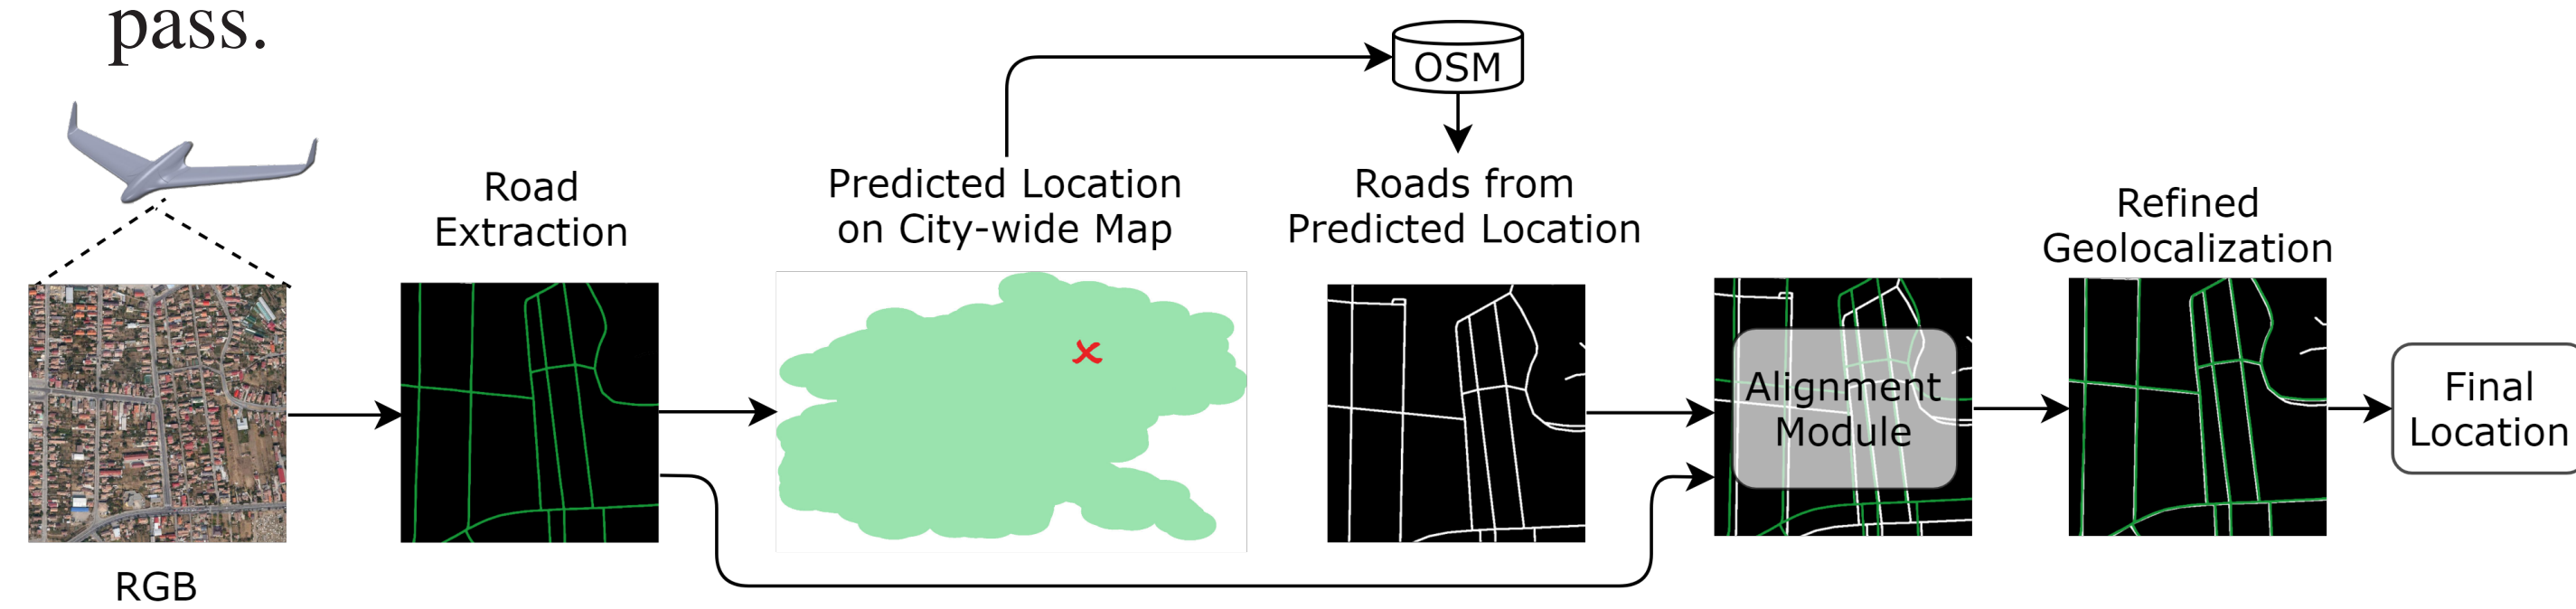 pass.
OSM
Road
Extraction
Predicted Location
on City-wide Map
Roads from
Predicted Location
Refined
Geolocalization
Alignment
Module
Final
Location
RGB